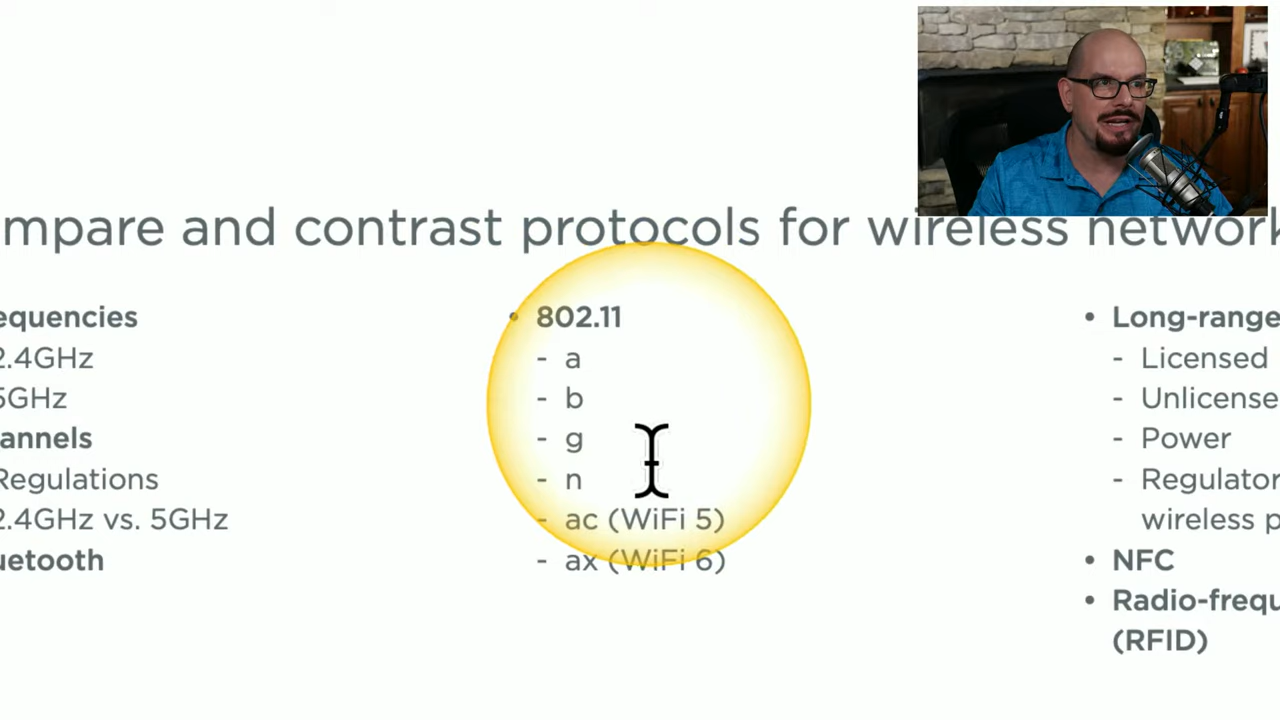 mpare and contrast protocols for wireless network
equencies
2.4GHz
5GHz
annels
Regulations
2.4GHz vs. 5GHz
uetooth
• 802.11
- a
- b
- g
- n
- ac (WiFi 5)
- ax (WiFi 6)
• Long-range
- Licensed
- Unlicense
- Power
- Regulator
wireless p
• NFC
• Radio-frequ
(RFID)